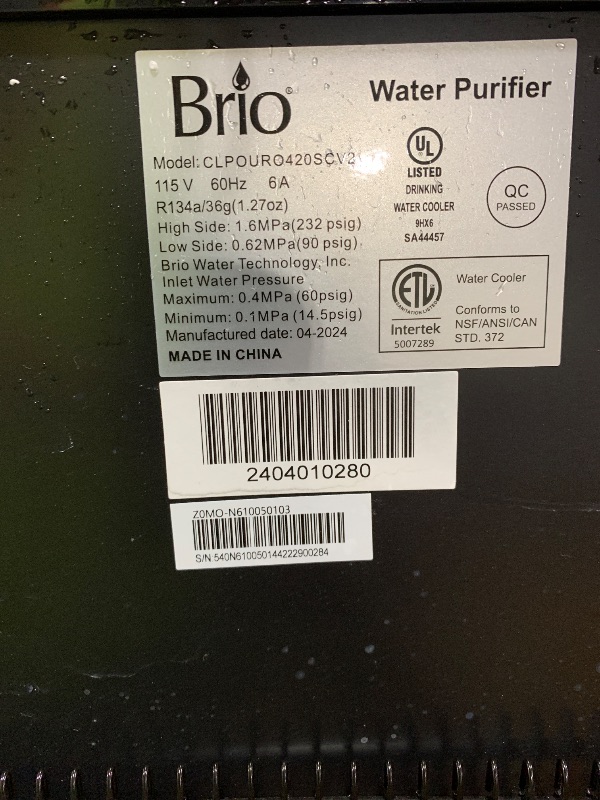 Brio®
Water Purifier
Model: CLPOURO420SCV2
115 V 60Hz 6A
R134a/36g(1.27oz)
High Side: 1.6MPa(232 psig)
Low Side: 0.62MPa(90 psig)
Brio Water Technology, Inc.
Inlet Water Pressure
Maximum: 0.4MPa (60psig)
Minimum: 0.1MPa (14.5psig)
Manufactured date: 04-2024
MADE IN CHINA
UL
LISTED
DRINKING
WATER COOLER
9HX6
SA44457
QC
PASSED
ETL
Intertek
5007289
Water Cooler
Conforms to
NSF/ANSI/CAN
STD. 372
2404010280
Z0MO-N610050103
S/N:540N610050144222900284